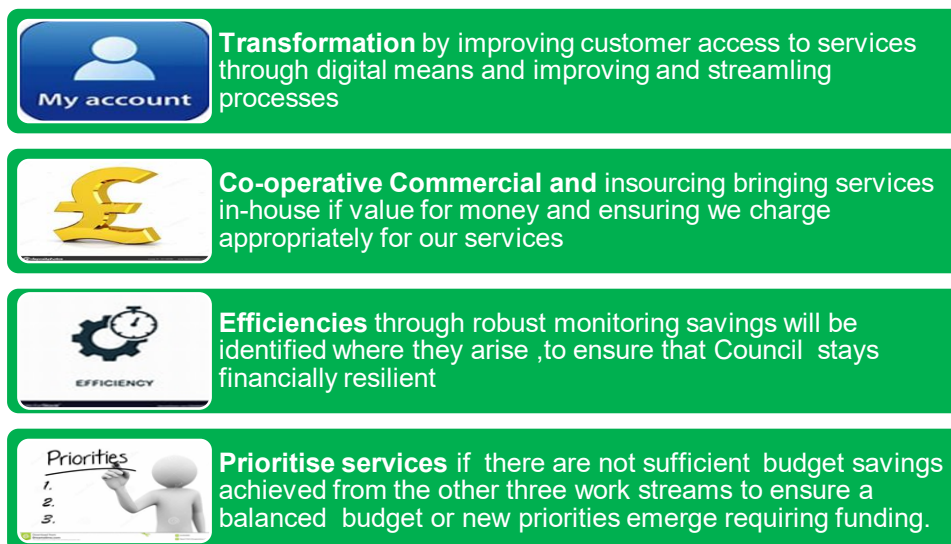 My account
Transformation by improving customer access to services
through digital means and improving and streamling
processes
Co-operative Commercial and insourcing bringing services
in-house if value for money and ensuring we charge
appropriately for our services
EFFICIENCY
Efficiencies through robust monitoring savings will be
identified where they arise ,to ensure that Council stays
financially resilient
Priorities
1.
2.
3.
Prioritise services if there are not sufficient budget savings
achieved from the other three work streams to ensure a
balanced budget or new priorities emerge requiring funding.